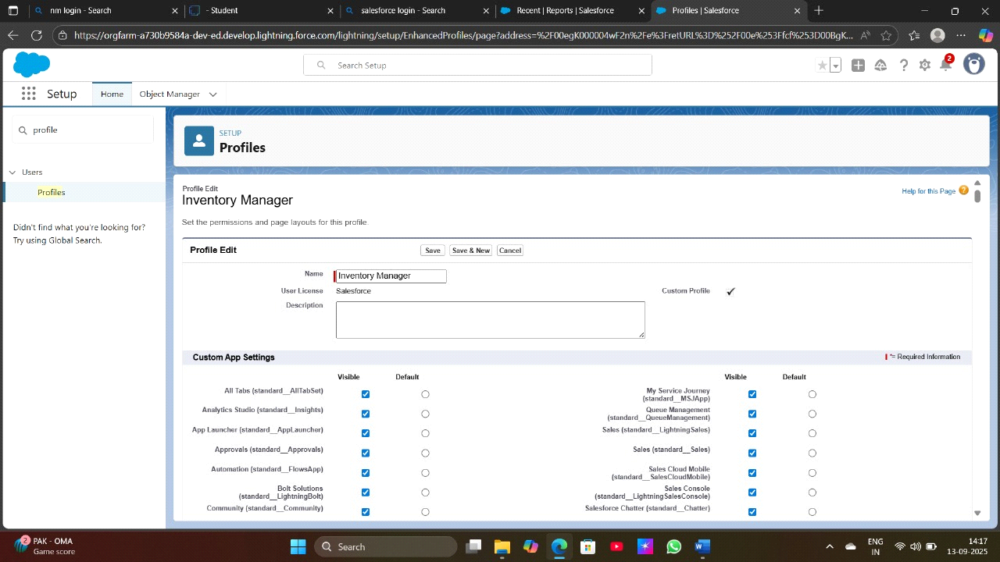 nm login - Search
- Student
salesforce login - Search
Recent | Reports | Salesforce
Profiles | Salesforce
https://orgfarm-a730b9584a-dev-ed.develop.lightning.force.com/lightning/setup/EnhancedProfiles/page?address=%2F00egK000004wF2n%2Fe%3FretURL%3D%252F00e%253Ffcf%253D00BgK...
Search Setup
2
Setup
Home
Object Manager
profile
Users
Profiles
Didn't find what you're looking for?
Try using Global Search.
SETUP
Profiles
Profile Edit
Inventory Manager
Help for this Page ?
Set the permissions and page layouts for this profile.
Profile Edit
Save
Save & New
Cancel
Name
Inventory Manager
User License
Salesforce
Custom Profile
Description
Custom App Settings
= Required Information
Visible
Default
Visible
Default
All Tabs (standard__AllTabSet)
My Service Journey
(standard__MSJApp)
Analytics Studio (standard__Insights)
Queue Management
(standard__QueueManagement)
App Launcher (standard__AppLauncher)
Sales (standard__LightningSales)
Approvals (standard__Approvals)
Sales (standard__Sales)
Automation (standard__FlowsApp)
Sales Cloud Mobile
(standard__SalesCloudMobile)
Bolt Solutions
(standard__LightningBolt)
Sales Console
(standard__LightningSalesConsole)
Community (standard__Community)
Salesforce Chatter (standard__Chatter)
2
PAK - OMA
Game score
Search
ENG
IN
14:17
13-09-2025